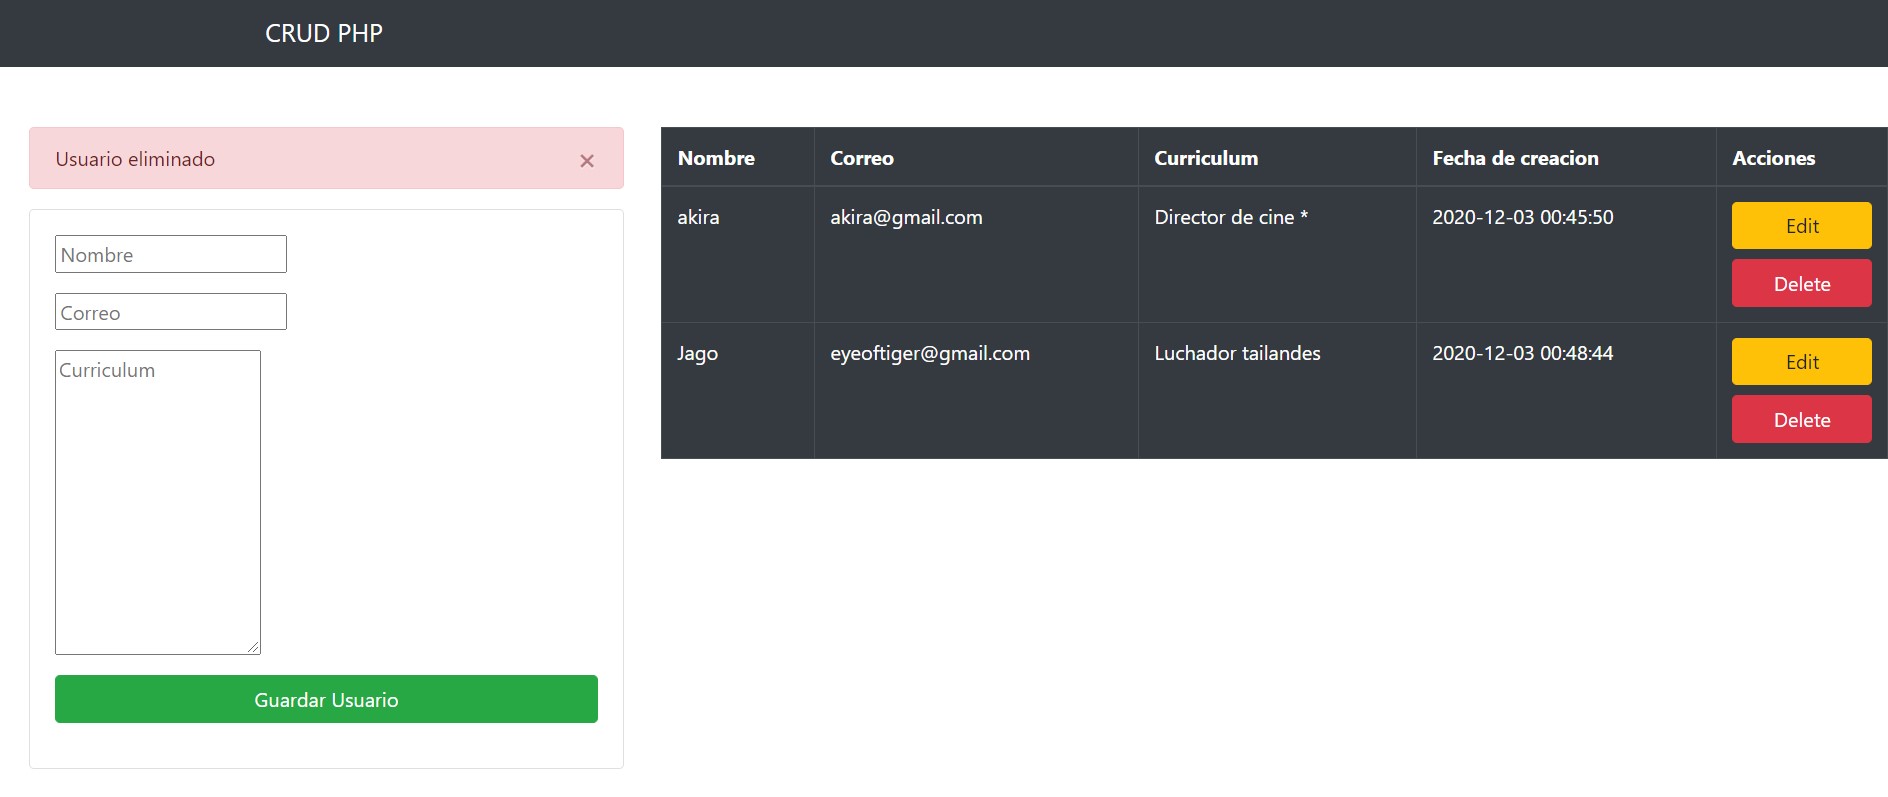 CRUD PHP
Usuario eliminado ×
Nombre
Correo
Curriculum
Guardar Usuario
Nombre Correo Curriculum Fecha de creacion Acciones
akira akira@gmail.com Director de cine * 2020-12-03 00:45:50 Edit
Delete
Jago eyeoftiger@gmail.com Luchador tailandes 2020-12-03 00:48:44 Edit
Delete